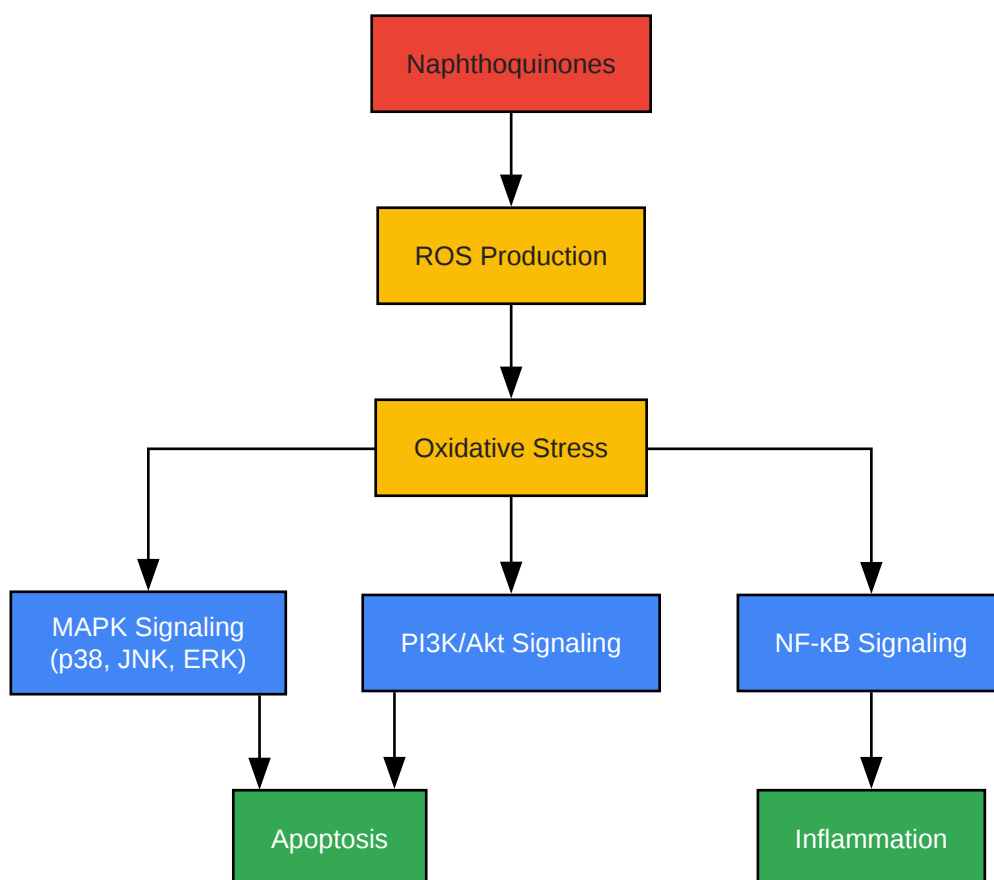 Naphthoquinones
ROS Production
Oxidative Stress
MAPK Signaling
(p38, JNK, ERK)
PI3K/Akt Signaling
NF-κB Signaling
Apoptosis
Inflammation